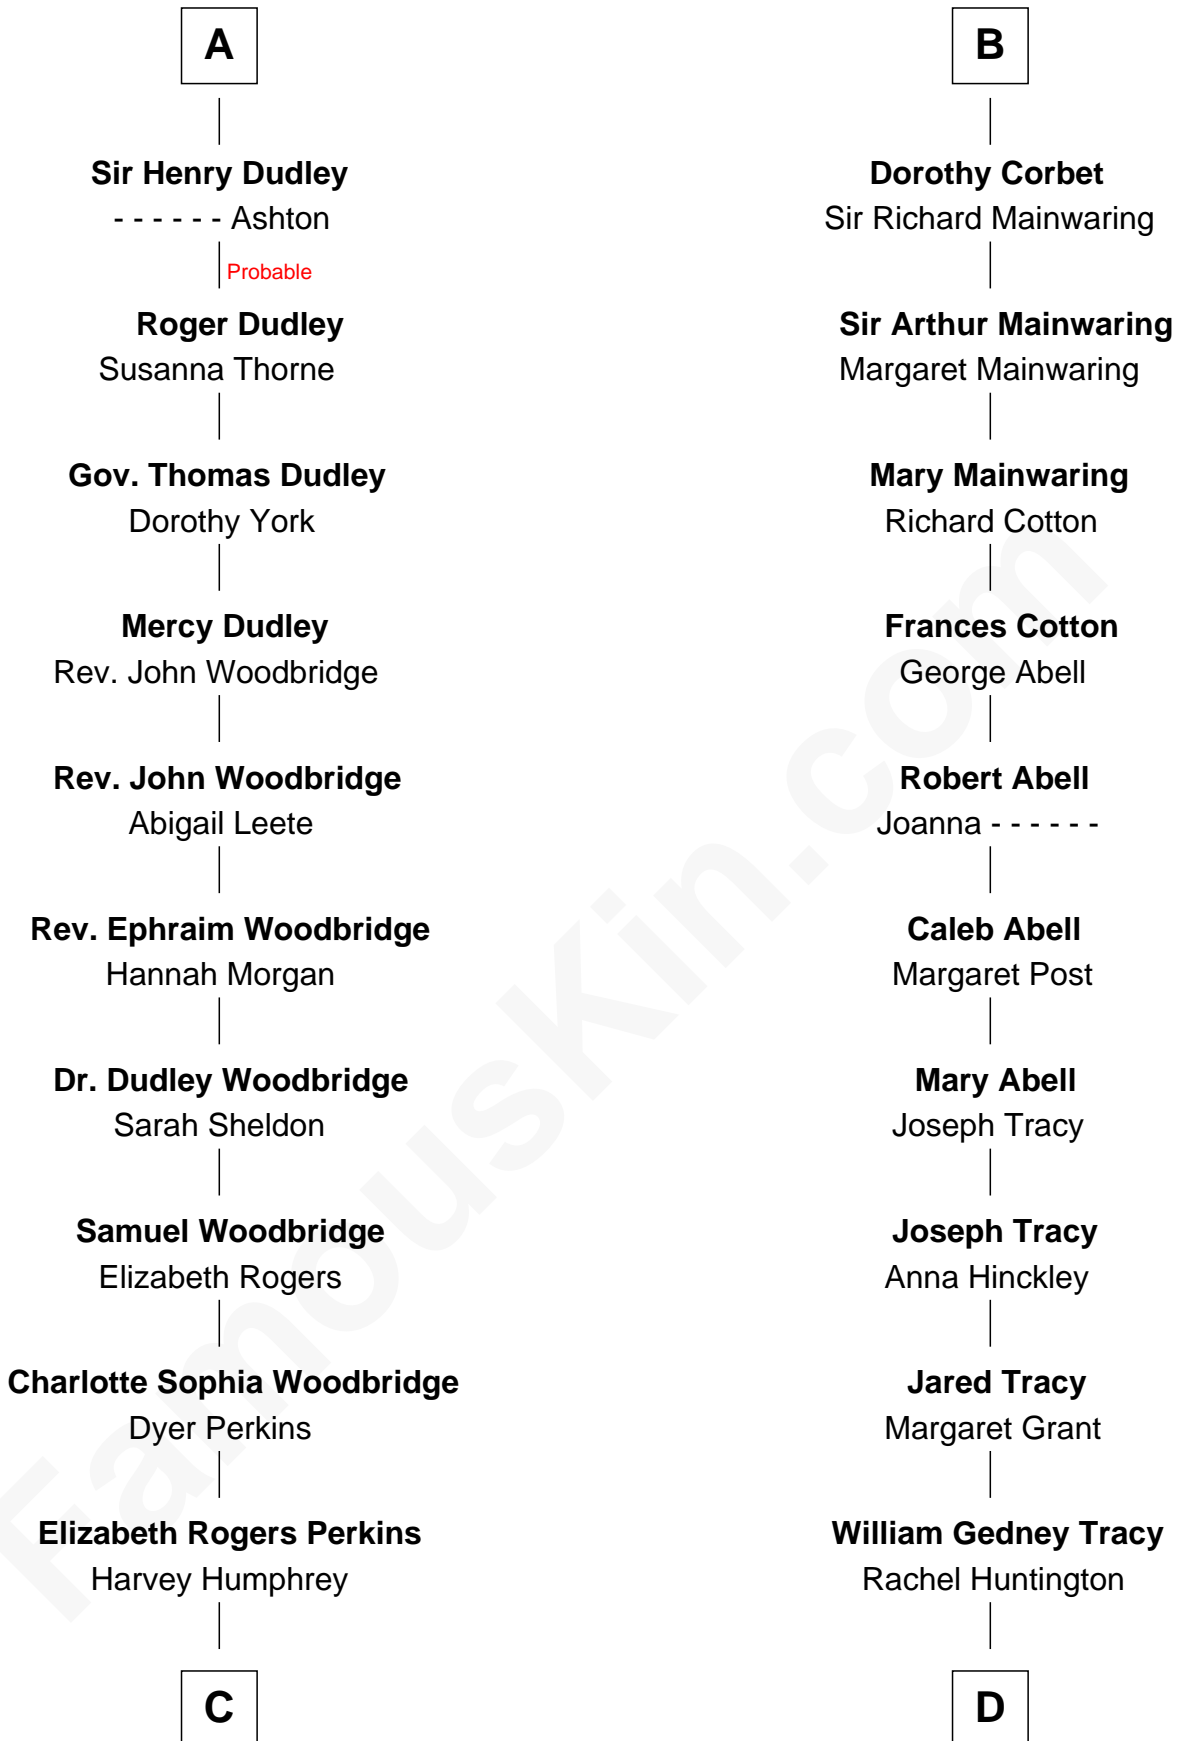 A
Sir Henry Dudley
- - - - - - Ashton
Probable
Roger Dudley
Susanna Thorne
Gov. Thomas Dudley
Dorothy York
Mercy Dudley
Rev. John Woodbridge
Rev. John Woodbridge
Abigail Leete
Rev. Ephraim Woodbridge
Hannah Morgan
Dr. Dudley Woodbridge
Sarah Sheldon
Samuel Woodbridge
Elizabeth Rogers
Charlotte Sophia Woodbridge
Dyer Perkins
Elizabeth Rogers Perkins
Harvey Humphrey
C
B
Dorothy Corbet
Sir Richard Mainwaring
Sir Arthur Mainwaring
Margaret Mainwaring
Mary Mainwaring
Richard Cotton
Frances Cotton
George Abell
Robert Abell
Joanna - - - - - -
Caleb Abell
Margaret Post
Mary Abell
Joseph Tracy
Joseph Tracy
Anna Hinckley
Jared Tracy
Margaret Grant
William Gedney Tracy
Rachel Huntington
D
FamousKin.com